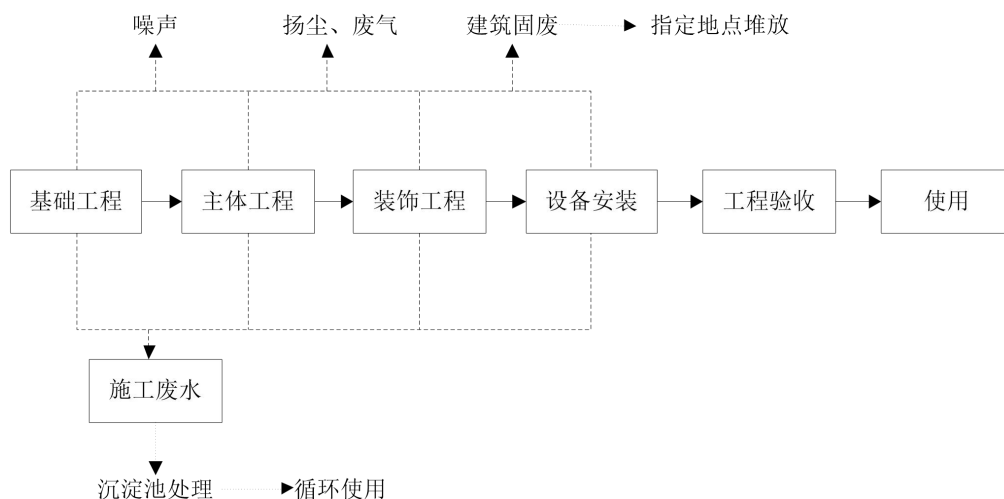 噪声 扬尘、废气 建筑固废 指定地点堆放
基础工程 主体工程 装饰工程 设备安装 工程验收 使用
施工废水
沉淀池处理 循环使用